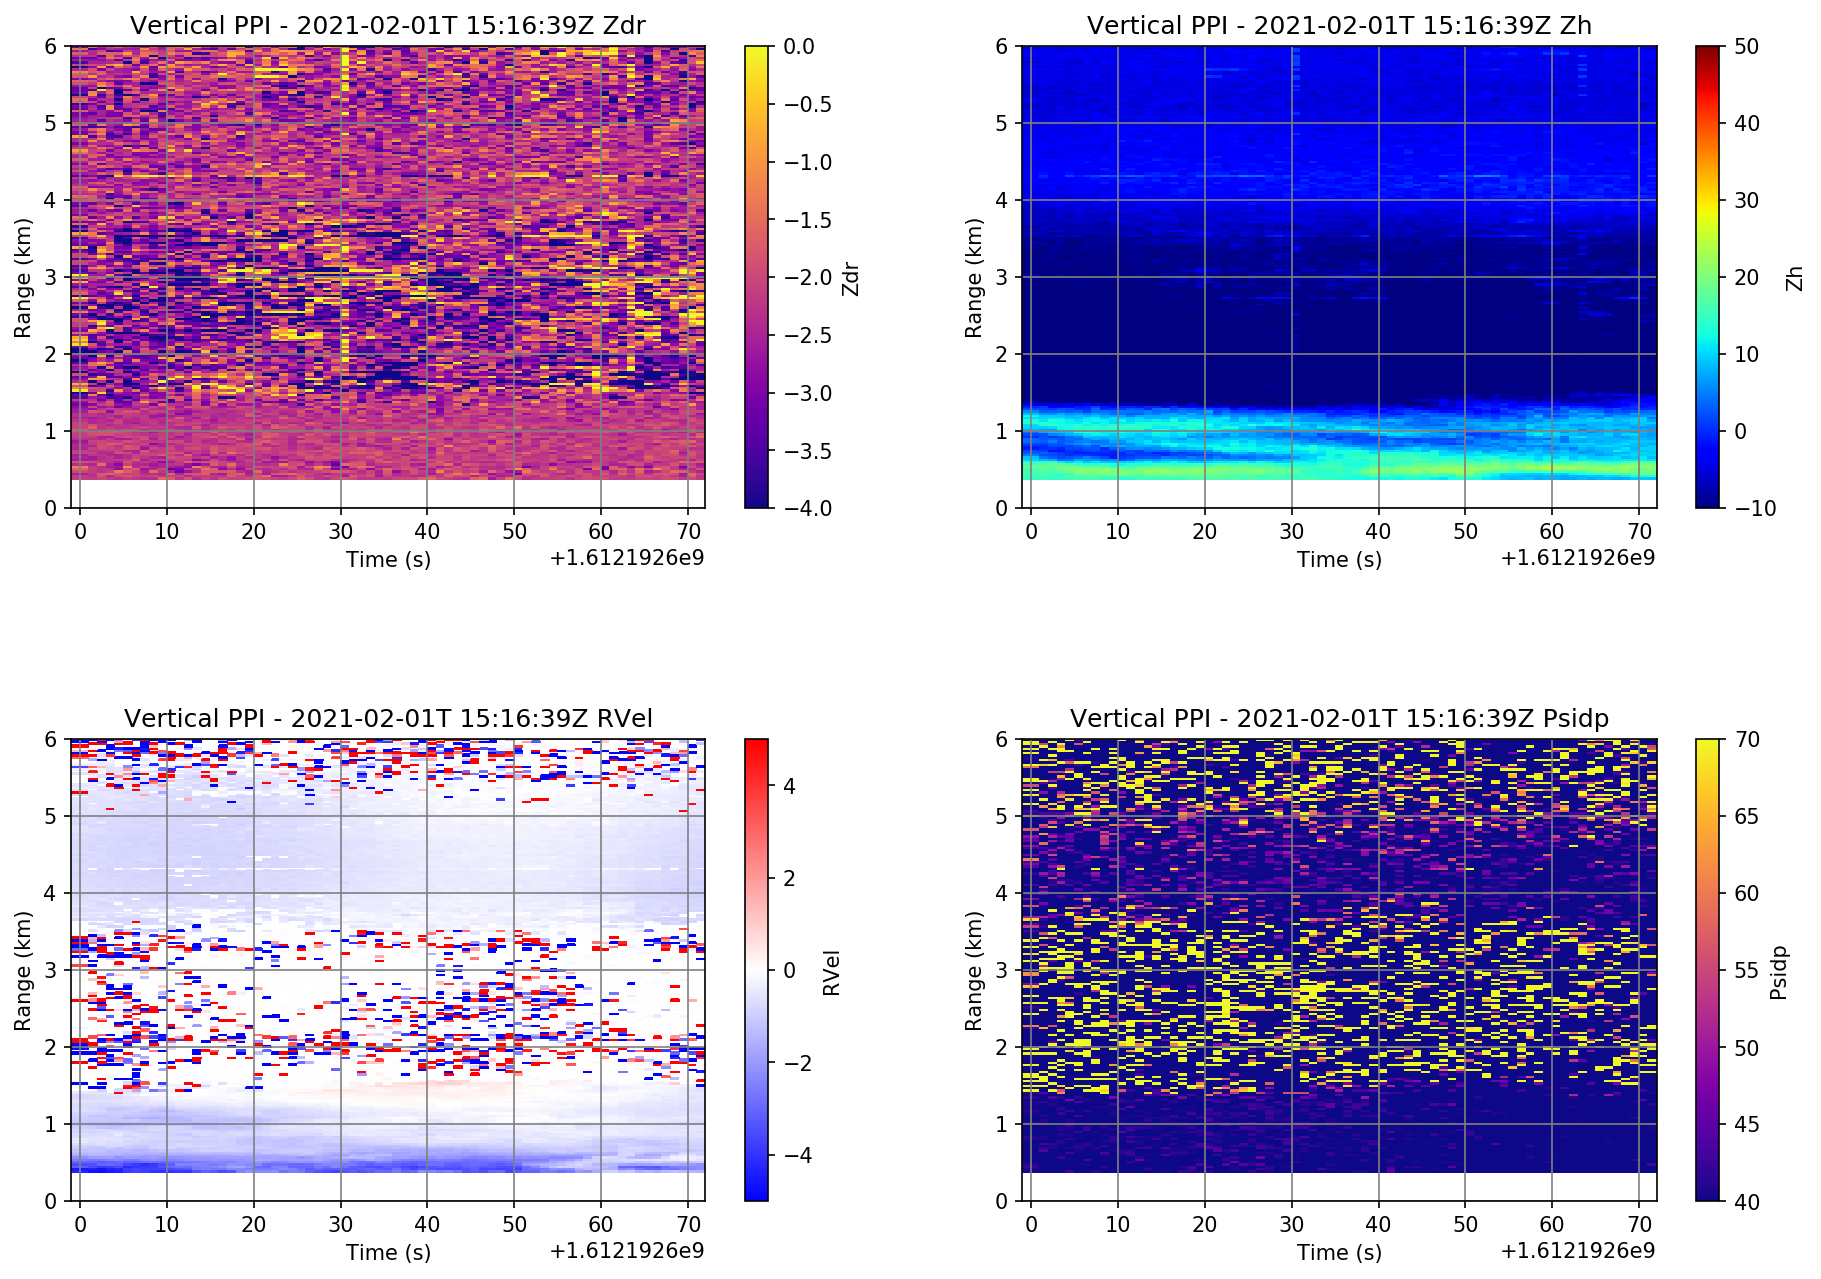 Vertical PPI - 2021-02-01T 15:16:39Z Zdr
6
5
4
3
2
1
0
Range (km)
0 10 20 30 40 50 60 70
Time (s)
+1.6121926e9
0.0
−0.5
−1.0
−1.5
−2.0
−2.5
−3.0
−3.5
−4.0
Zdr
Vertical PPI - 2021-02-01T 15:16:39Z Zh
6
5
4
3
2
1
0
Range (km)
0 10 20 30 40 50 60 70
Time (s)
+1.6121926e9
50
40
30
20
10
0
−10
Zh
Vertical PPI - 2021-02-01T 15:16:39Z RVel
6
5
4
3
2
1
0
Range (km)
0 10 20 30 40 50 60 70
Time (s)
+1.6121926e9
4
2
0
−2
−4
RVel
Vertical PPI - 2021-02-01T 15:16:39Z Psidp
6
5
4
3
2
1
0
Range (km)
0 10 20 30 40 50 60 70
Time (s)
+1.6121926e9
70
65
60
55
50
45
40
Psidp